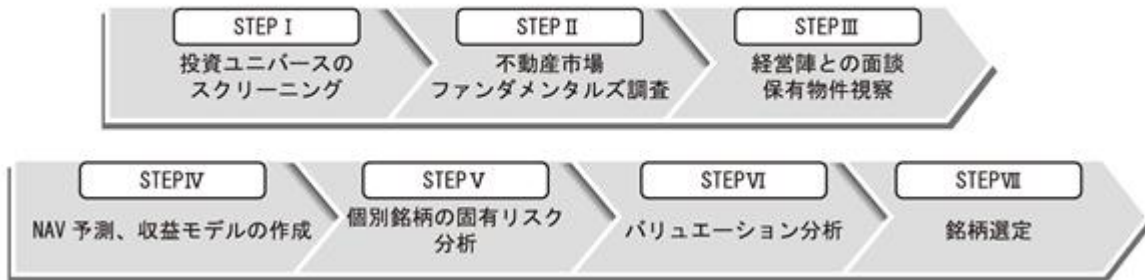 STEP Ⅰ
投資ユニバースの
スクリーニング
STEP Ⅱ
不動産市場
ファンダメンタルズ調査
STEP Ⅲ
経営陣との面談
保有物件視察
STEP Ⅳ
NAV 予測、収益モデルの作成
STEP Ⅴ
個別銘柄の固有リスク
分析
STEP Ⅵ
バリュエーション分析
STEP Ⅶ
銘柄選定